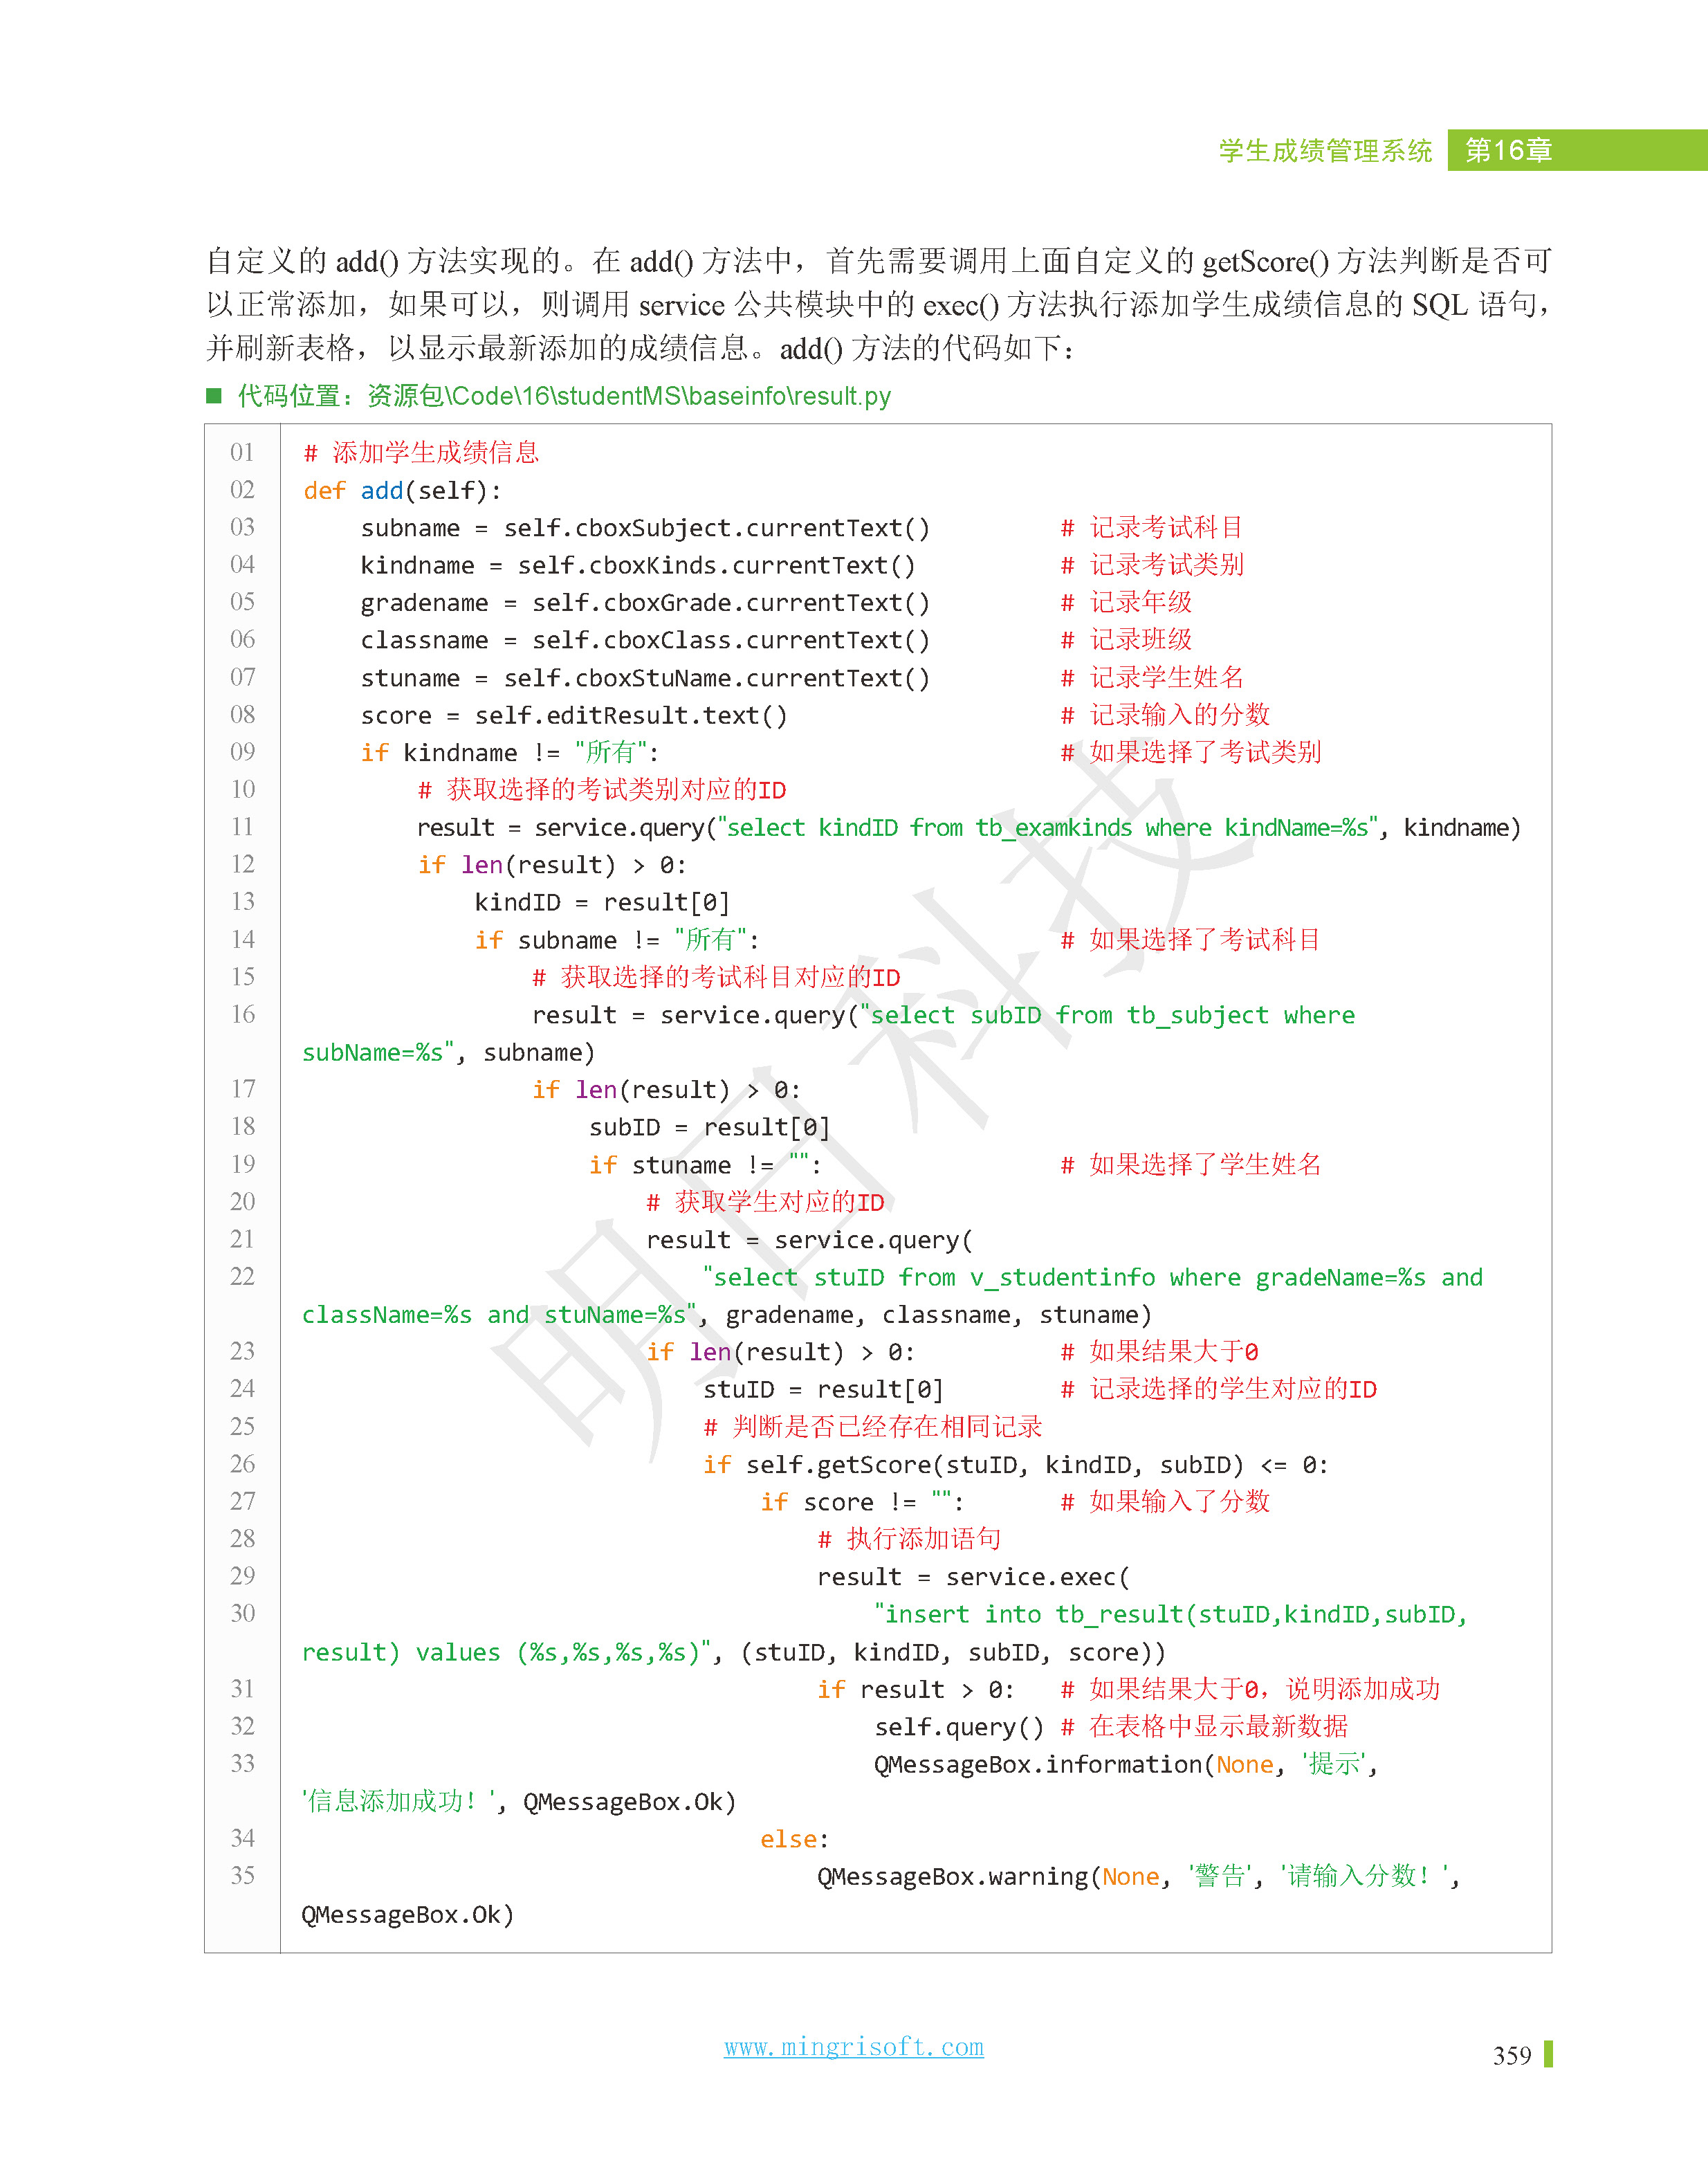 学生成绩管理系统 第16章
自定义的 add() 方法实现的。在 add() 方法中，首先需要调用上面自定义的 getScore() 方法判断是否可
以正常添加，如果可以，则调用 service 公共模块中的 exec() 方法执行添加学生成绩信息的 SQL 语句，
并刷新表格，以显示最新添加的成绩信息。add() 方法的代码如下：
■ 代码位置：资源包\Code\16\studentMS\baseinfo\result.py
01 # 添加学生成绩信息
02 def add(self):
03     subname = self.cboxSubject.currentText()         # 记录考试科目
04     kindname = self.cboxKinds.currentText()          # 记录考试类别
05     gradename = self.cboxGrade.currentText()         # 记录年级
06     classname = self.cboxClass.currentText()         # 记录班级
07     stuname = self.cboxStuName.currentText()         # 记录学生姓名
08     score = self.editResult.text()                   # 记录输入的分数
09     if kindname != "所有":                            # 如果选择了考试类别
10         # 获取选择的考试类别对应的ID
11         result = service.query("select kindID from tb_examkinds where kindName=%s", kindname)
12         if len(result) > 0:
13             kindID = result[0]
14             if subname != "所有":                     # 如果选择了考试科目
15                 # 获取选择的考试科目对应的ID
16                 result = service.query("select subID from tb_subject where
subName=%s", subname)
17                 if len(result) > 0:
18                     subID = result[0]
19                     if stuname != "":                # 如果选择了学生姓名
20                         # 获取学生对应的ID
21                         result = service.query(
22                             "select stuID from v_studentinfo where gradeName=%s and
className=%s and stuName=%s", gradename, classname, stuname)
23                         if len(result) > 0:          # 如果结果大于0
24                             stuID = result[0]        # 记录选择的学生对应的ID
25                             # 判断是否已经存在相同记录
26                             if self.getScore(stuID, kindID, subID) <= 0:
27                                 if score != "":      # 如果输入了分数
28                                     # 执行添加语句
29                                     result = service.exec(
30                                         "insert into tb_result(stuID,kindID,subID,
result) values (%s,%s,%s,%s)", (stuID, kindID, subID, score))
31                                     if result > 0:   # 如果结果大于0，说明添加成功
32                                         self.query() # 在表格中显示最新数据
33                                         QMessageBox.information(None, '提示',
'信息添加成功！', QMessageBox.Ok)
34                                 else:
35                                     QMessageBox.warning(None, '警告', '请输入分数！',
QMessageBox.Ok)
明日科技
www.mingrisoft.com
359